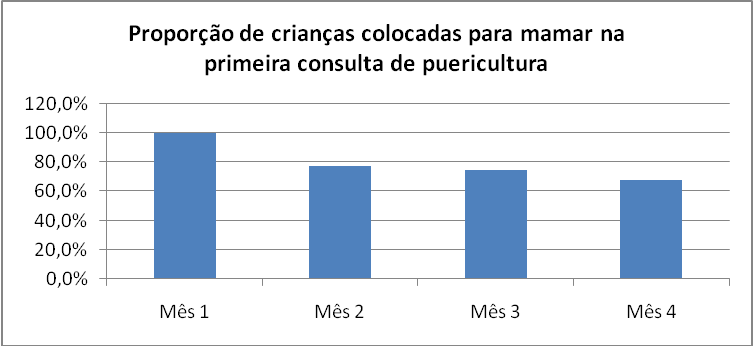 Proporção de crianças colocadas para mamar na
primeira consulta de puericultura
120,0%
100,0%
80,0%
60,0%
40,0%
20,0%
0,0%
Mês 1 Mês 2 Mês 3 Mês 4